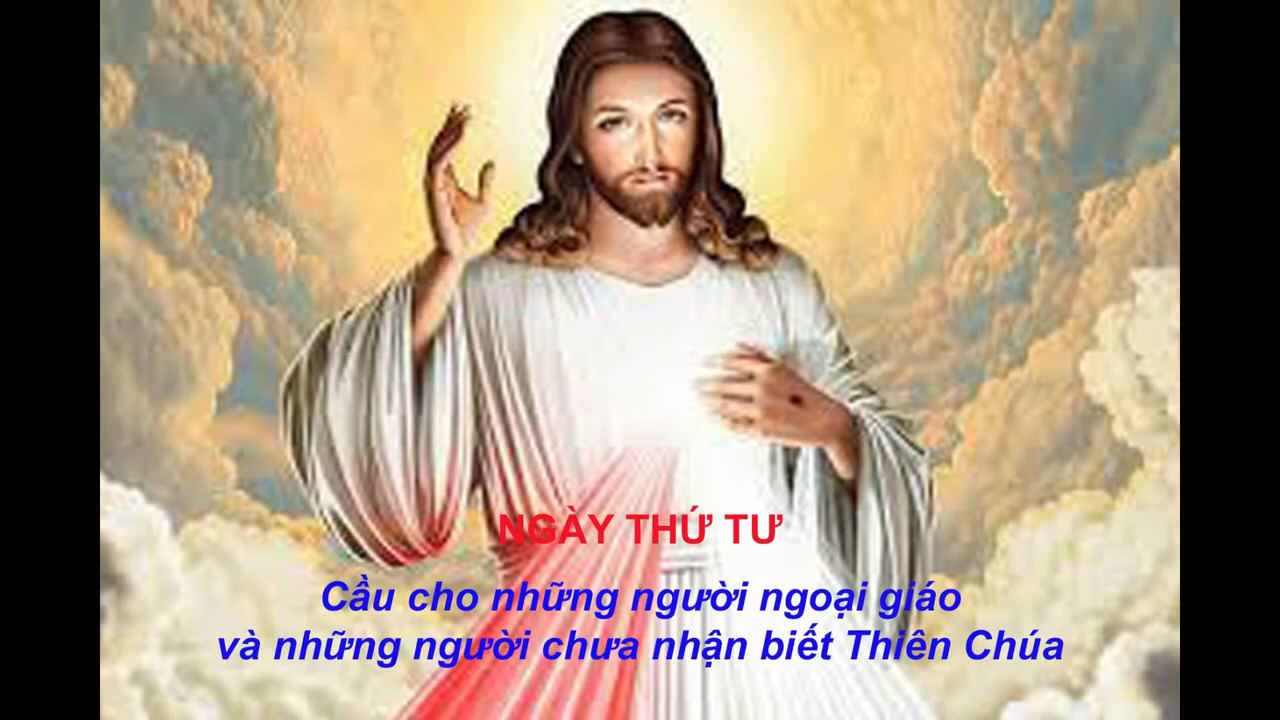 NGÀY THỨ TƯ
Cầu cho những người ngoại giáo
và những người chưa nhận biết Thiên Chúa